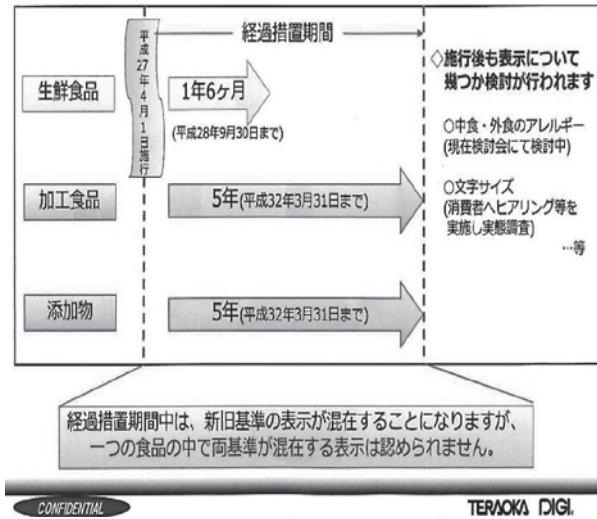 経過措置期間
平成27年4月1日施行
生鮮食品
1年6ヶ月
(平成28年9月30日まで)
加工食品
5年(平成32年3月31日まで)
添加物
5年(平成32年3月31日まで)
◇施行後も表示について
幾つか検討が行われます
○中食・外食のアレルギー
(現在検討会にて検討中)
○文字サイズ
(消費者へヒアリング等を
実施し実態調査)
…等
経過措置期間中は、新旧基準の表示が混在することになりますが、
一つの食品の中で両基準が混在する表示は認められません。
CONFIDENTIAL
TERAOKA DIGI.